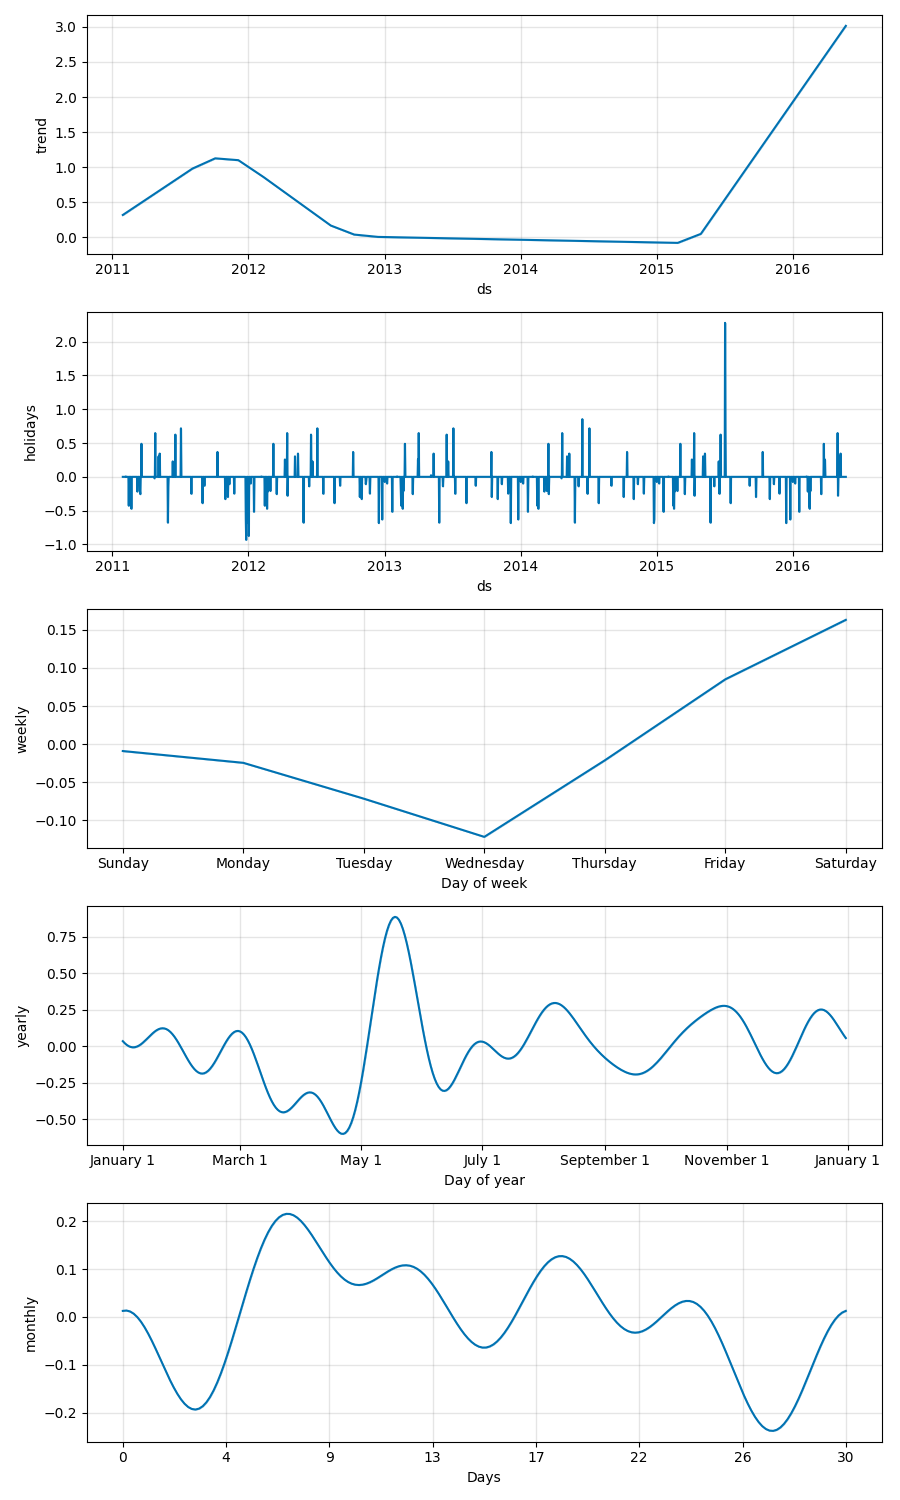 3.0
2.5
2.0
1.5
1.0
0.5
0.0
trend
2011 2012 2013 2014 2015 2016
ds
2.0
1.5
1.0
0.5
0.0
−0.5
−1.0
holidays
2011 2012 2013 2014 2015 2016
ds
0.15
0.10
0.05
0.00
−0.05
−0.10
weekly
Sunday Monday Tuesday Wednesday Thursday Friday Saturday
Day of week
0.75
0.50
0.25
0.00
−0.25
−0.50
yearly
January 1 March 1 May 1 July 1 September 1 November 1 January 1
Day of year
0.2
0.1
0.0
−0.1
−0.2
monthly
0 4 9 13 17 22 26 30
Days